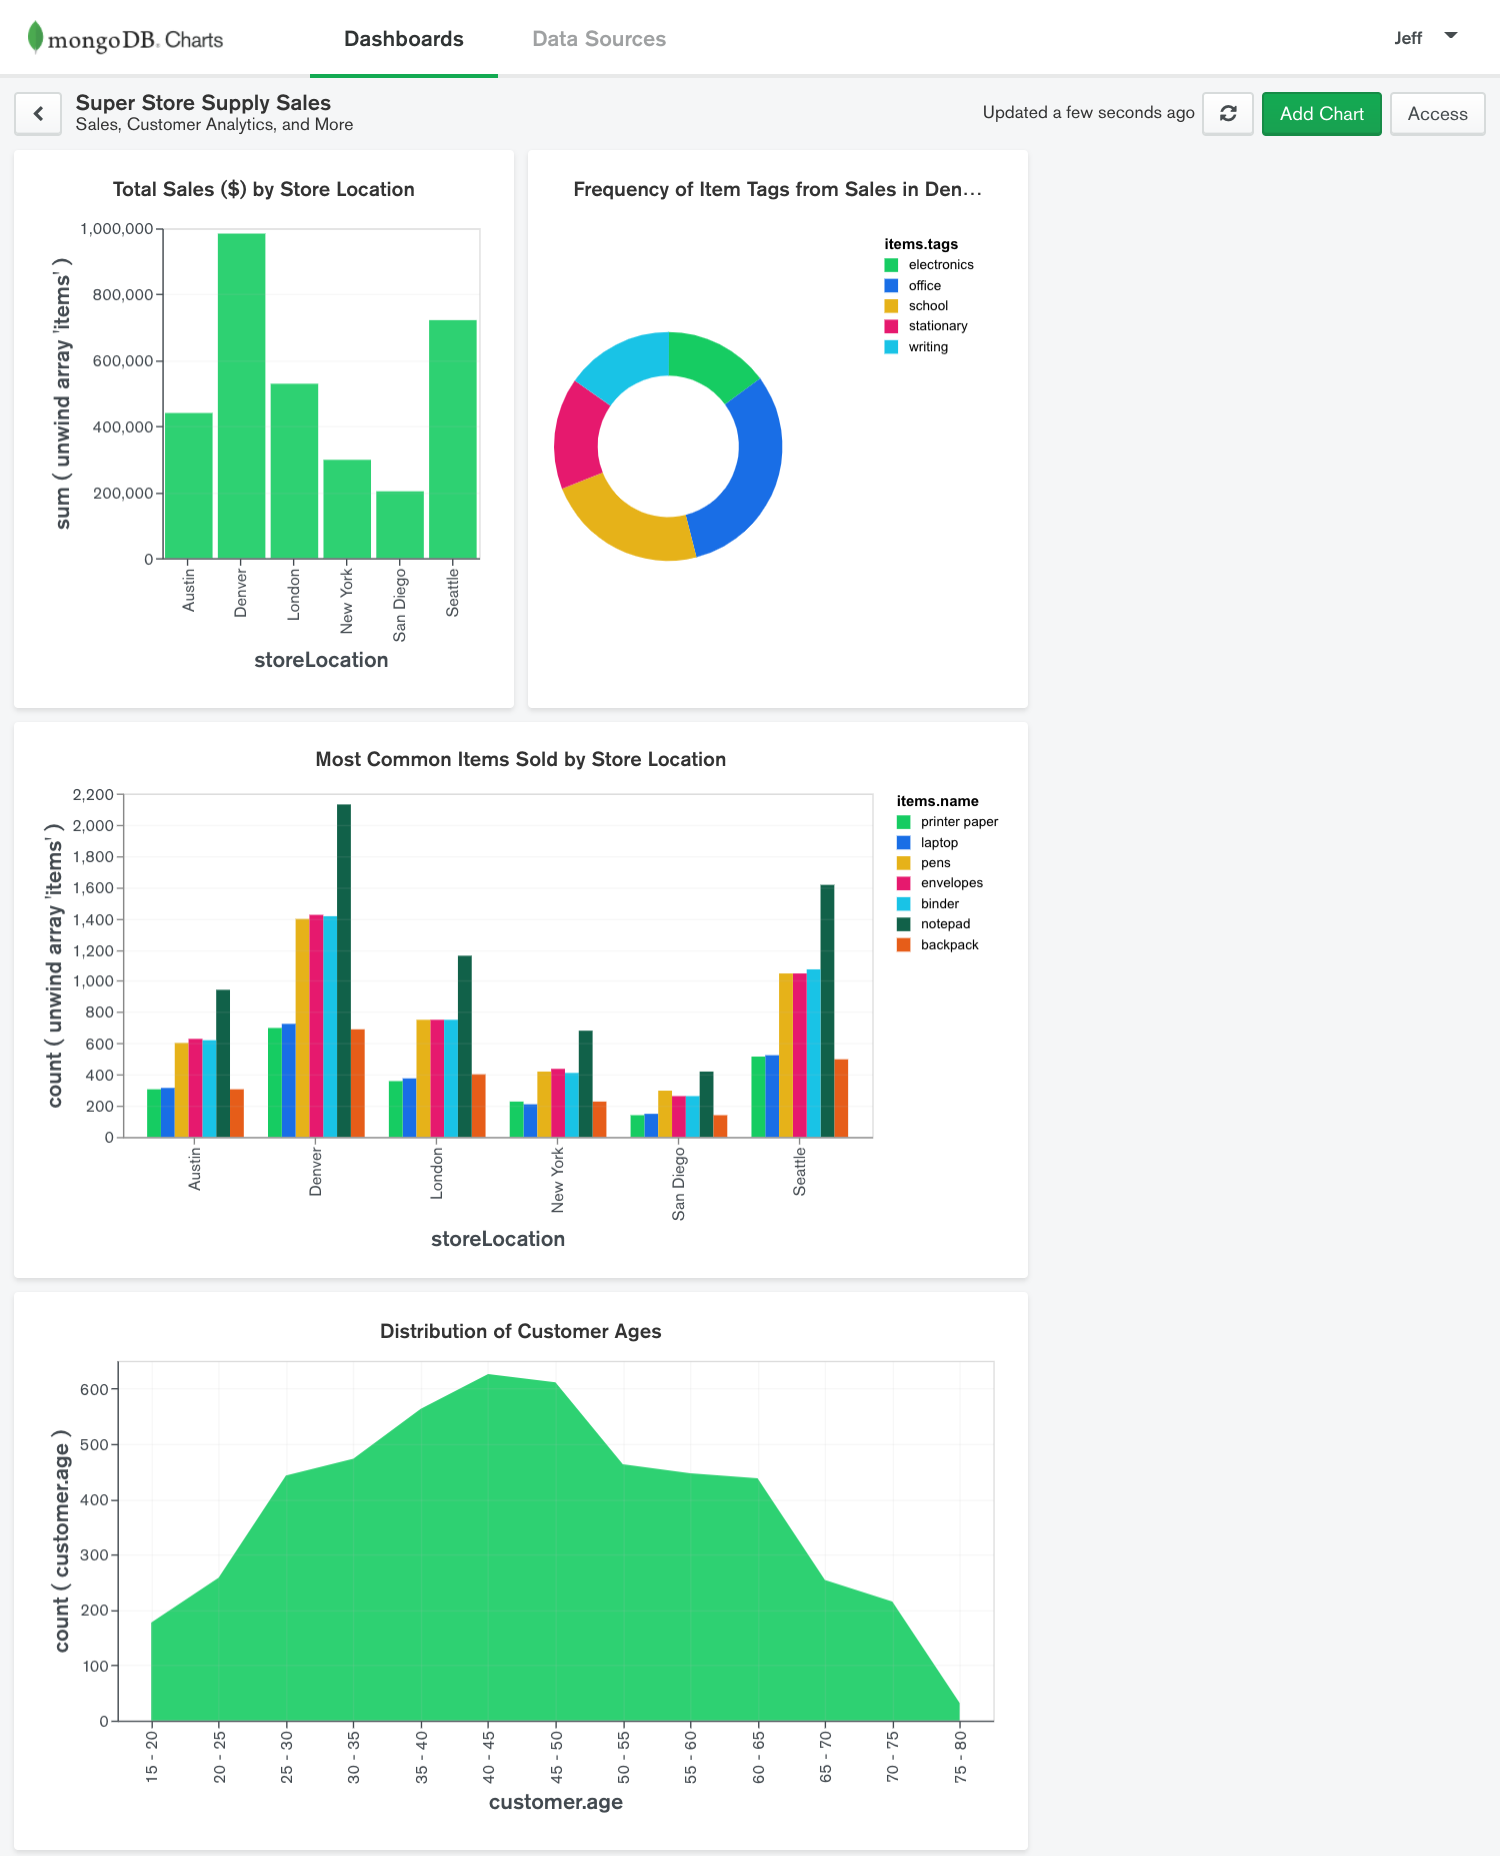 mongoDB. Charts
Dashboards
Data Sources
Jeff
Super Store Supply Sales
Sales, Customer Analytics, and More
Updated a few seconds ago
Add Chart
Access
Total Sales ($) by Store Location
sum ( unwind array 'items' )
1,000,000
800,000
600,000
400,000
200,000
0
Austin
Denver
London
New York
San Diego
Seattle
storeLocation
Frequency of Item Tags from Sales in Den...
items.tags
electronics
office
school
stationary
writing
Most Common Items Sold by Store Location
count ( unwind array 'items' )
2,200
2,000
1,800
1,600
1,400
1,200
1,000
800
600
400
200
0
Austin
Denver
London
New York
San Diego
Seattle
storeLocation
items.name
printer paper
laptop
pens
envelopes
binder
notepad
backpack
Distribution of Customer Ages
count ( customer.age )
600
500
400
300
200
100
0
15 - 20
20 - 25
25 - 30
30 - 35
35 - 40
40 - 45
45 - 50
50 - 55
55 - 60
60 - 65
65 - 70
70 - 75
75 - 80
customer.age